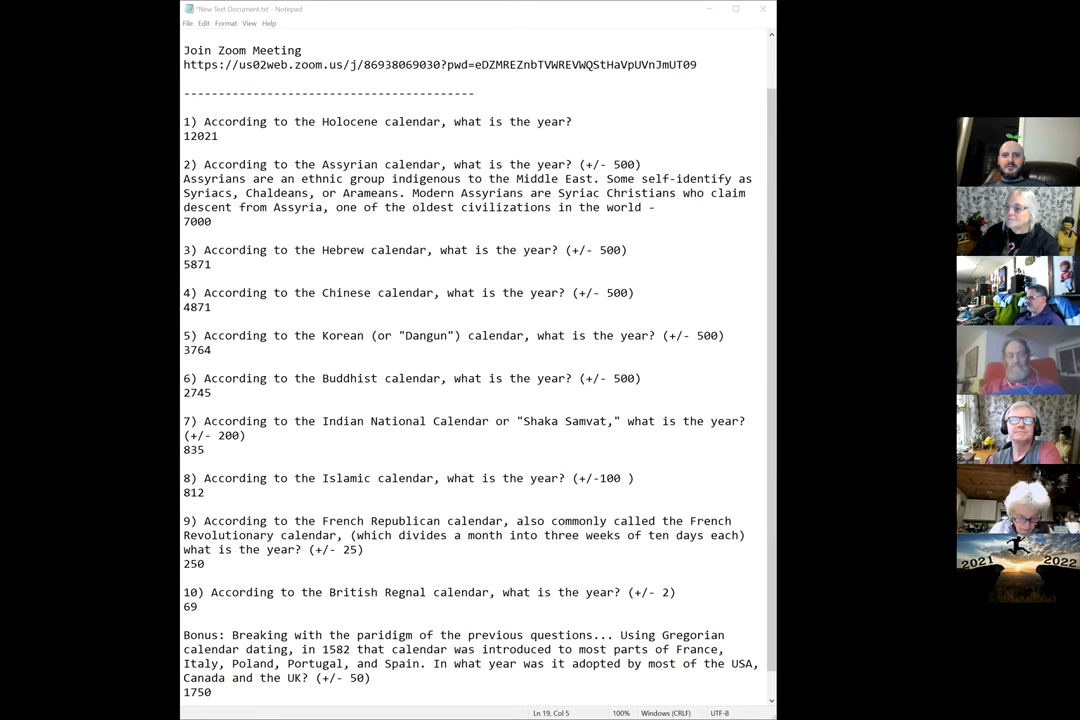 *New Text Document.txt - Notepad
File Edit Format View Help
Join Zoom Meeting
https://us02web.zoom.us/j/86938069030?pwd=eDZMREZnbTVWREVWQStHaVpUVnJmUT09
------------------------------------------
1) According to the Holocene calendar, what is the year?
12021
2) According to the Assyrian calendar, what is the year? (+/- 500)
Assyrians are an ethnic group indigenous to the Middle East. Some self-identify as
Syriacs, Chaldeans, or Arameans. Modern Assyrians are Syriac Christians who claim
descent from Assyria, one of the oldest civilizations in the world -
7000
3) According to the Hebrew calendar, what is the year? (+/- 500)
5871
4) According to the Chinese calendar, what is the year? (+/- 500)
4871
5) According to the Korean (or "Dangun") calendar, what is the year? (+/- 500)
3764
6) According to the Buddhist calendar, what is the year? (+/- 500)
2745
7) According to the Indian National Calendar or "Shaka Samvat," what is the year?
(+/- 200)
835
8) According to the Islamic calendar, what is the year? (+/-100 )
812
9) According to the French Republican calendar, also commonly called the French
Revolutionary calendar, (which divides a month into three weeks of ten days each)
what is the year? (+/- 25)
250
10) According to the British Regnal calendar, what is the year? (+/- 2)
69
Bonus: Breaking with the paridigm of the previous questions... Using Gregorian
calendar dating, in 1582 that calendar was introduced to most parts of France,
Italy, Poland, Portugal, and Spain. In what year was it adopted by most of the USA,
Canada and the UK? (+/- 50)
1750
Ln 19, Col 5 100% Windows (CRLF) UTF-8
2021 2022